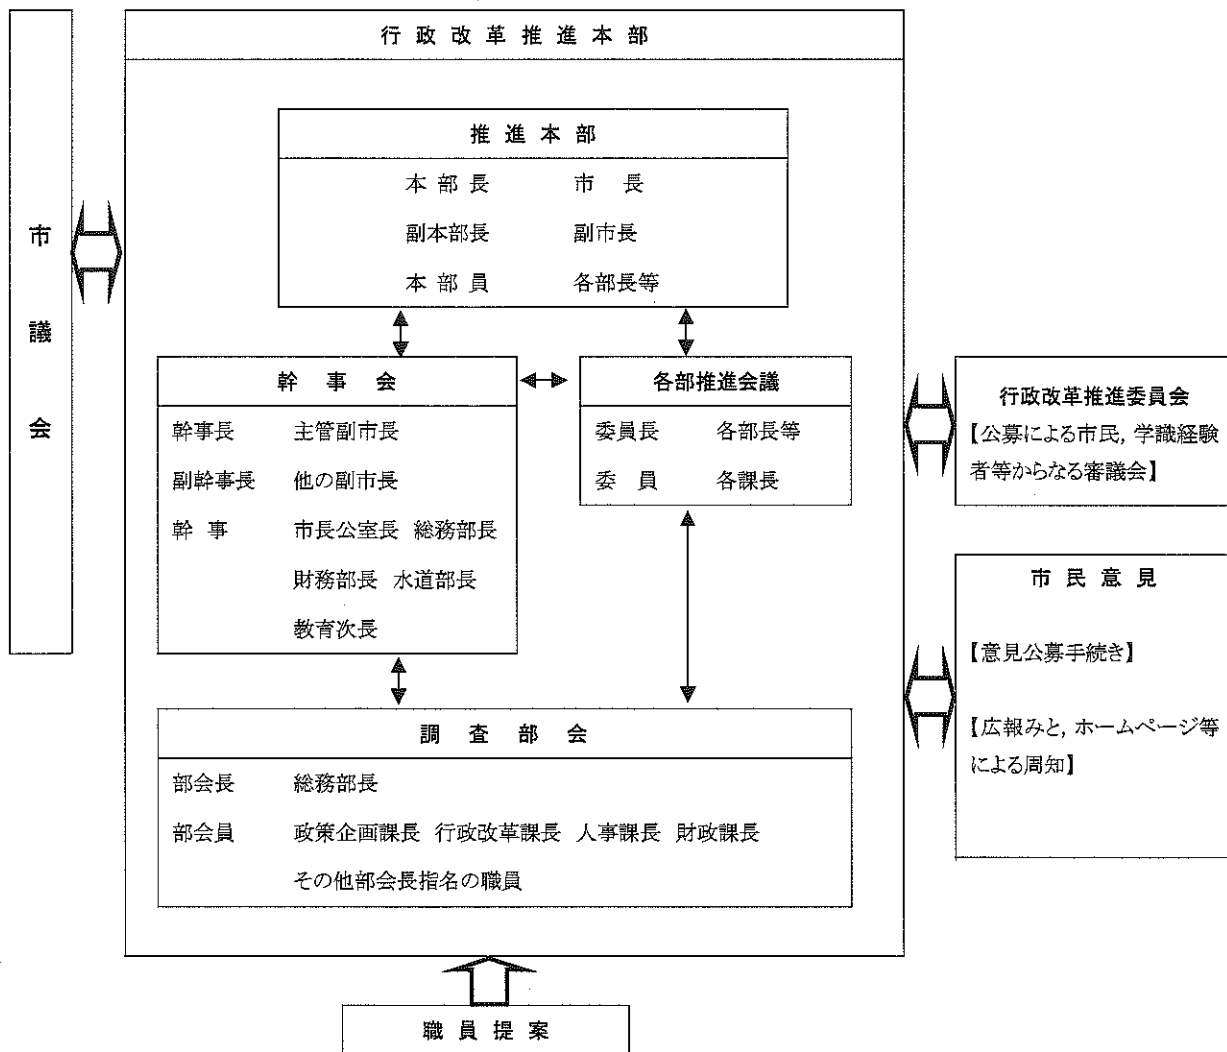 行政改革推進本部
市議会
推進本部
本部長 市長
副本部長 副市長
本部員 各部長等
幹事会
幹事長 主管副市長
副幹事長 他の副市長
幹事 市長公室長 総務部長
財務部長 水道部長
教育次長
各部推進会議
委員長 各部長等
委員 各課長
調査部会
部会長 総務部長
部会員 政策企画課長 行政改革課長 人事課長 財政課長
その他部会長指名の職員
行政改革推進委員会
【公募による市民，学識経験
者等からなる審議会】
市民意見
【意見公募手続き】
【広報みと，ホームページ等
による周知】
職員提案